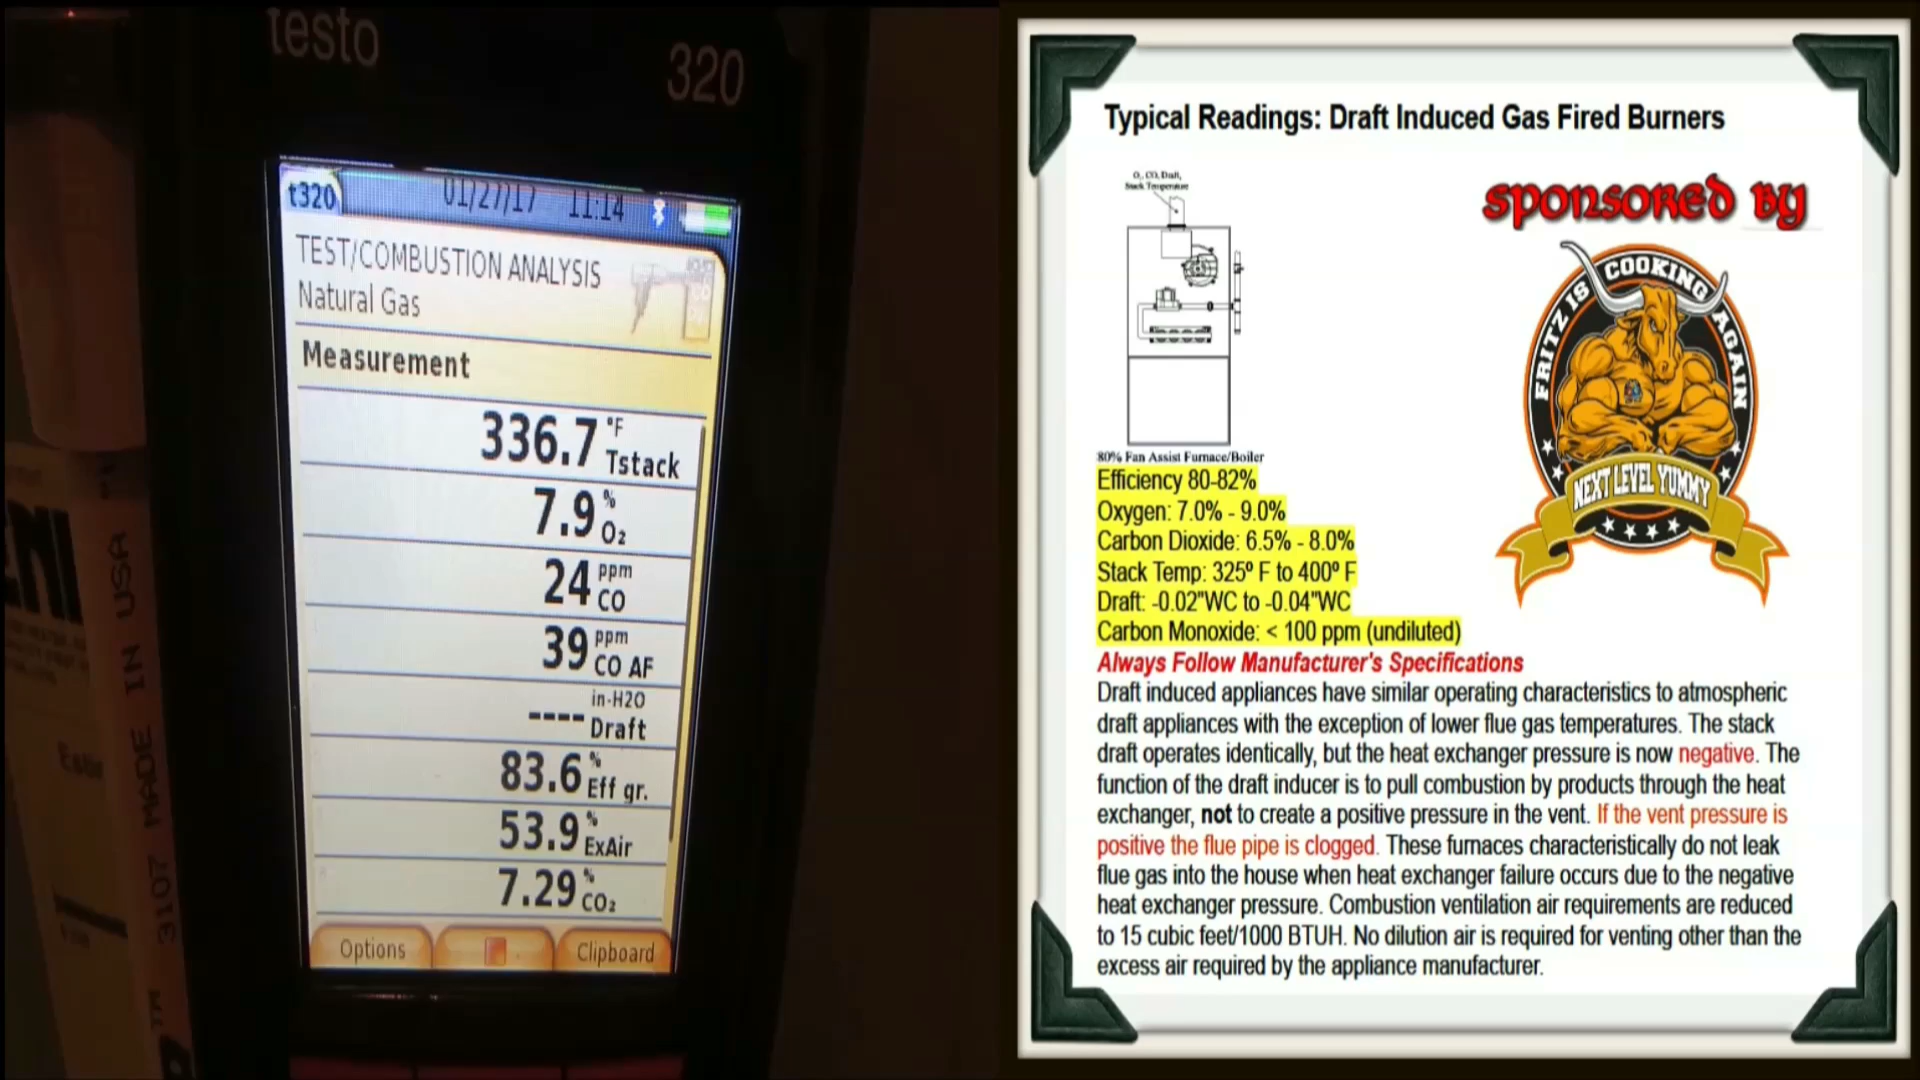 testo
320
t320 01/27/17 11:14
TEST/COMBUSTION ANALYSIS
Natural Gas
Measurement
336.7 °F Tstack
7.9 % O₂
24 ppm CO
39 ppm CO AF
---- in-H2O Draft
83.6 % Eff gr.
53.9 % ExAir
7.29 % CO₂
Options Clipboard
3107 MADE IN USA
Typical Readings: Draft Induced Gas Fired Burners
O₂, CO, Draft,
Stack Temperature
80% Fan Assist Furnace/Boiler
Efficiency 80-82%
Oxygen: 7.0% - 9.0%
Carbon Dioxide: 6.5% - 8.0%
Stack Temp: 325º F to 400º F
Draft: -0.02"WC to -0.04"WC
Carbon Monoxide: < 100 ppm (undiluted)
Always Follow Manufacturer's Specifications
Draft induced appliances have similar operating characteristics to atmospheric
draft appliances with the exception of lower flue gas temperatures. The stack
draft operates identically, but the heat exchanger pressure is now negative. The
function of the draft inducer is to pull combustion by products through the heat
exchanger, not to create a positive pressure in the vent. If the vent pressure is
positive the flue pipe is clogged. These furnaces characteristically do not leak
flue gas into the house when heat exchanger failure occurs due to the negative
heat exchanger pressure. Combustion ventilation air requirements are reduced
to 15 cubic feet/1000 BTUH. No dilution air is required for venting other than the
excess air required by the appliance manufacturer.
SPONSORED BY
FRITZ IS COOKING AGAIN
NEXT LEVEL YUMMY